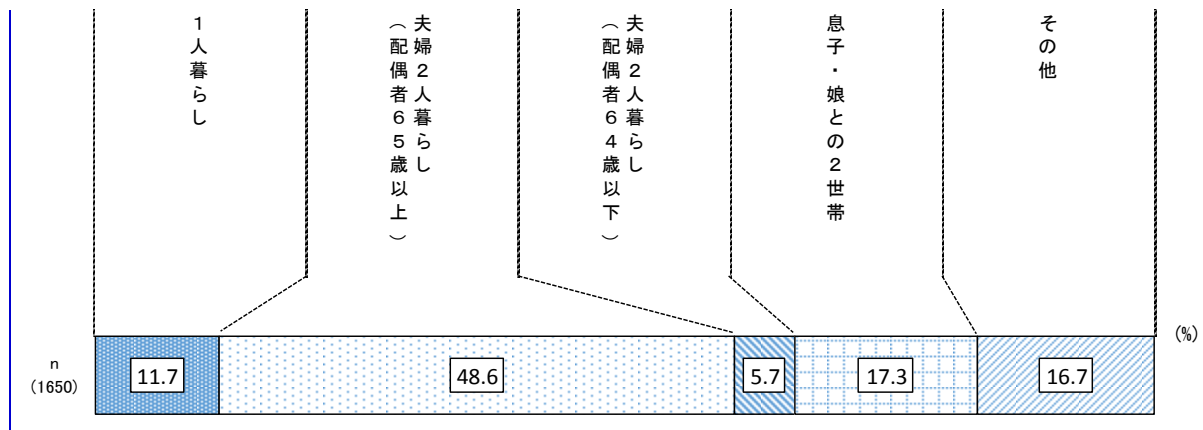 1人暮らし
夫婦2人暮らし
（配偶者65歳以上）
夫婦2人暮らし
（配偶者64歳以下）
息子・娘との2世帯
その他
(%)
n
(1650)
11.7
48.6
5.7
17.3
16.7